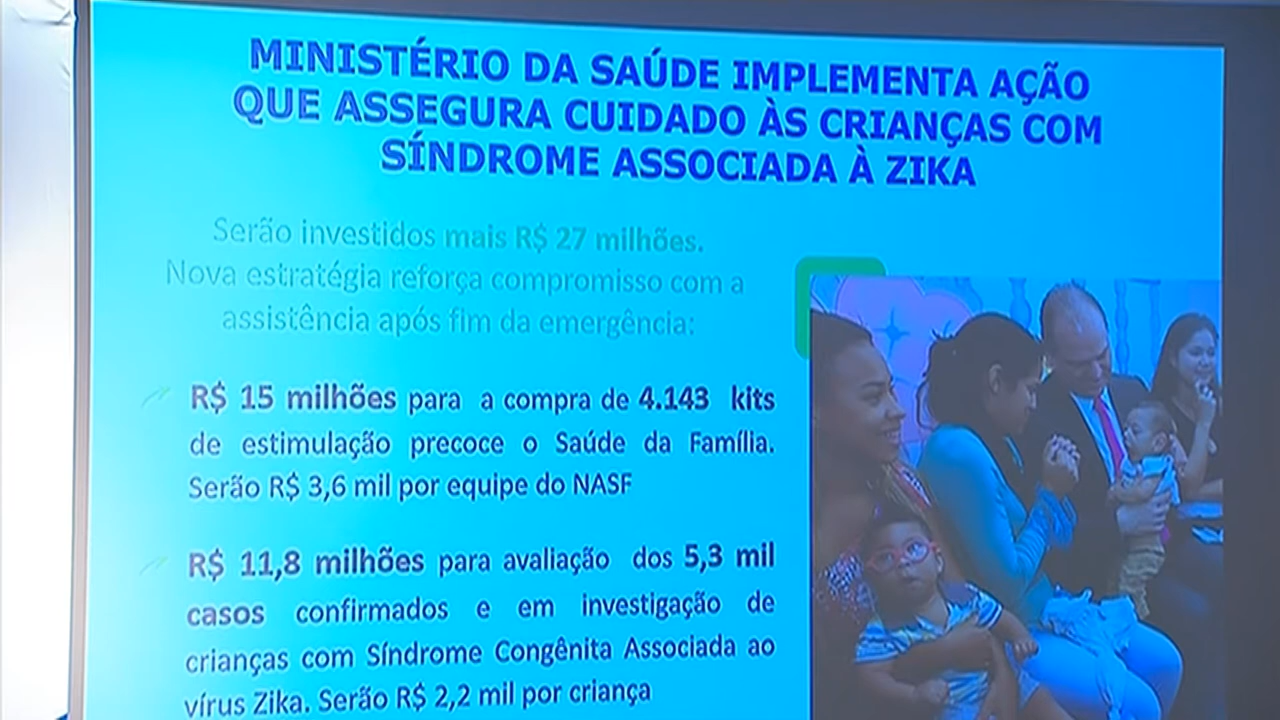 MINISTÉRIO DA SAÚDE IMPLEMENTA AÇÃO
QUE ASSEGURA CUIDADO ÀS CRIANÇAS COM
SÍNDROME ASSOCIADA À ZIKA
Serão investidos mais R$ 27 milhões.
Nova estratégia reforça compromisso com a
assistência após fim da emergência:
R$ 15 milhões para a compra de 4.143 kits
de estimulação precoce o Saúde da Família.
Serão R$ 3,6 mil por equipe do NASF
R$ 11,8 milhões para avaliação dos 5,3 mil
casos confirmados e em investigação de
crianças com Síndrome Congênita Associada ao
vírus Zika. Serão R$ 2,2 mil por criança